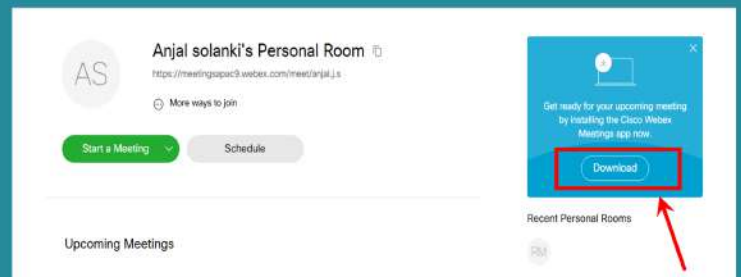 AS
Anjal solanki's Personal Room
https://meetingsapac9.webex.com/meet/anjal.j.s
More ways to join
Start a Meeting
Schedule
Get ready for your upcoming meeting
by installing the Cisco Webex
Meetings app now.
Download
Recent Personal Rooms
RM
Upcoming Meetings